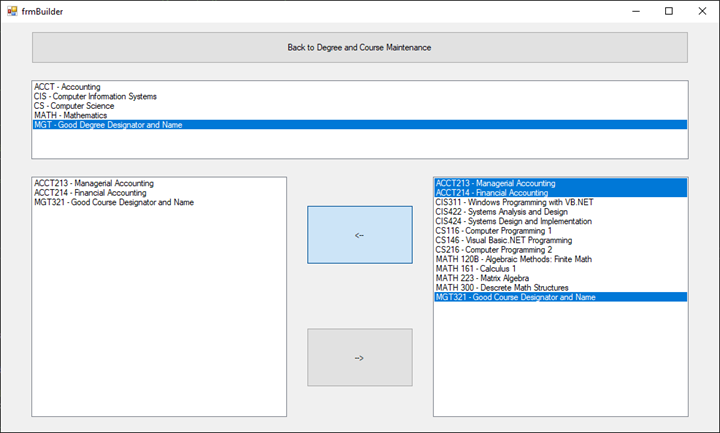 frmBuilder
Back to Degree and Course Maintenance
ACCT - Accounting
CIS - Computer Information Systems
CS - Computer Science
MATH - Mathematics
MGT - Good Degree Designator and Name
ACCT213 - Managerial Accounting
ACCT214 - Financial Accounting
MGT321 - Good Course Designator and Name
<--
-->
ACCT213 - Managerial Accounting
ACCT214 - Financial Accounting
CIS311 - Windows Programming with VB.NET
CIS422 - Systems Analysis and Design
CIS424 - Systems Design and Implementation
CS116 - Computer Programming 1
CS146 - Visual Basic.NET Programming
CS216 - Computer Programming 2
MATH 120B - Algebraic Methods: Finite Math
MATH 161 - Calculus 1
MATH 223 - Matrix Algebra
MATH 300 - Descrete Math Structures
MGT321 - Good Course Designator and Name